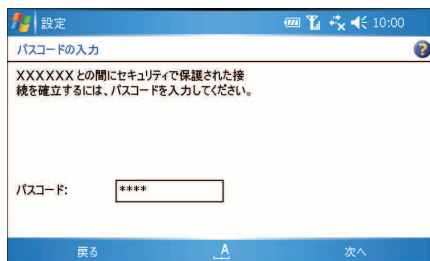 設定 10:00
パスコードの入力
XXXXXX との間にセキュリティで保護された接
続を確立するには、パスコードを入力してください。
パスコード: ****
戻る A 次へ